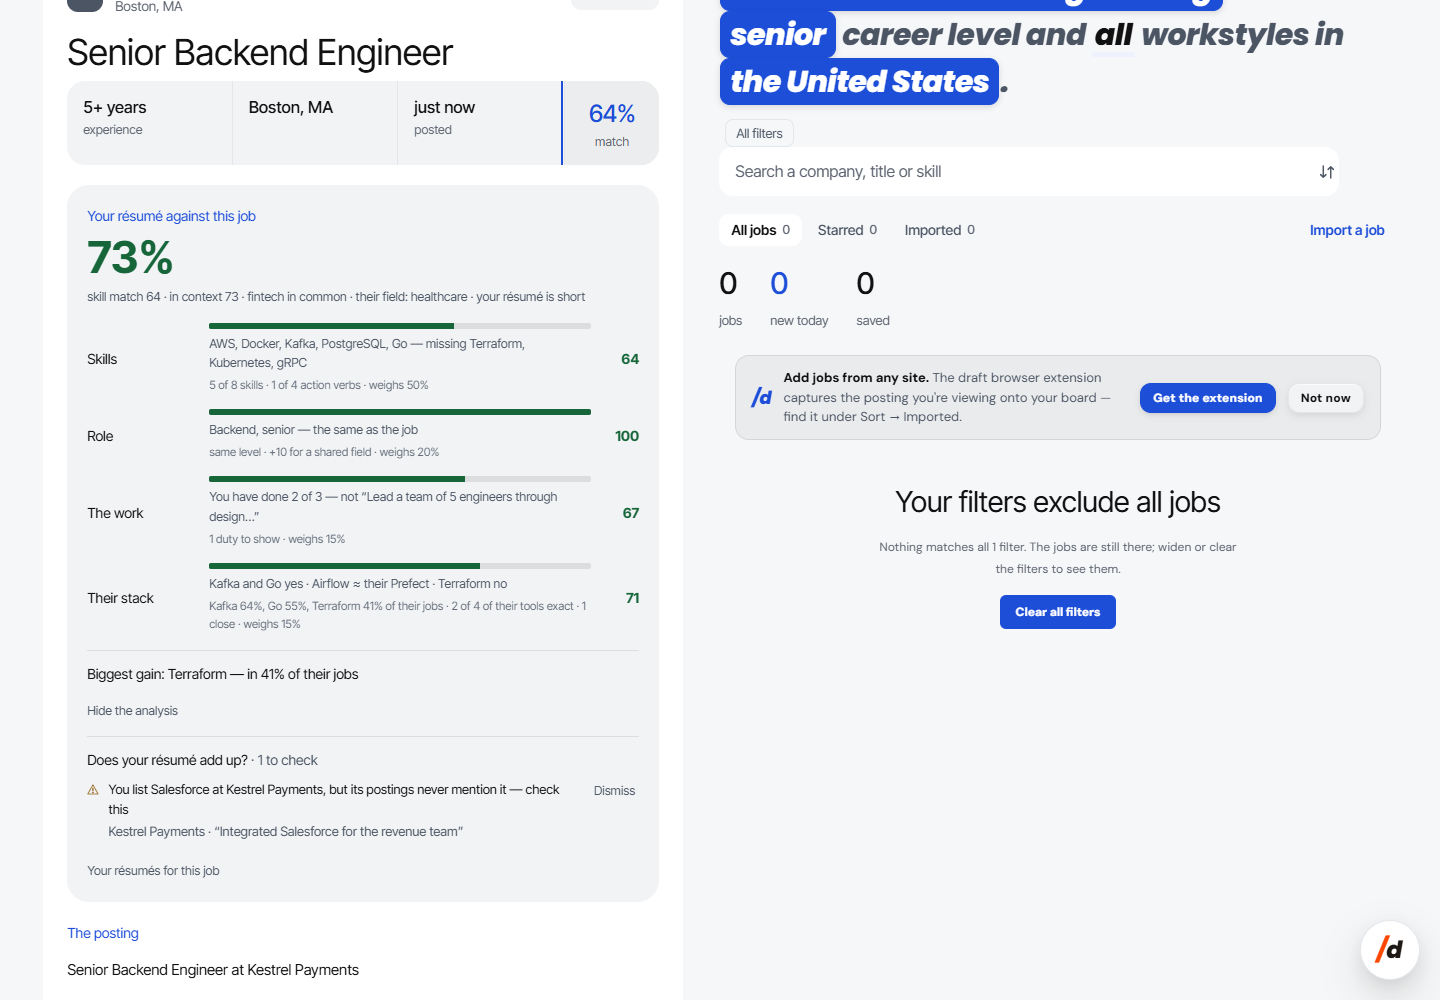 Boston, MA
Senior Backend Engineer
5+ years
experience
Boston, MA
just now
posted
64%
match
Your résumé against this job
73%
skill match 64 · in context 73 · fintech in common · their field: healthcare · your résumé is short
Skills
AWS, Docker, Kafka, PostgreSQL, Go — missing Terraform,
Kubernetes, gRPC
5 of 8 skills · 1 of 4 action verbs · weighs 50%
64
Role
Backend, senior — the same as the job
same level · +10 for a shared field · weighs 20%
100
The work
You have done 2 of 3 — not “Lead a team of 5 engineers through
design…”
1 duty to show · weighs 15%
67
Their stack
Kafka and Go yes · Airflow ≈ their Prefect · Terraform no
Kafka 64%, Go 55%, Terraform 41% of their jobs · 2 of 4 of their tools exact · 1
close · weighs 15%
71
Biggest gain: Terraform — in 41% of their jobs
Hide the analysis
Does your résumé add up? · 1 to check
You list Salesforce at Kestrel Payments, but its postings never mention it — check
this
Dismiss
Kestrel Payments · “Integrated Salesforce for the revenue team”
Your résumés for this job
The posting
Senior Backend Engineer at Kestrel Payments
senior career level and all workstyles in
the United States.
All filters
Search a company, title or skill
All jobs 0
Starred 0
Imported 0
Import a job
0
jobs
0
new today
0
saved
/d
Add jobs from any site. The draft browser extension
captures the posting you're viewing onto your board —
find it under Sort → Imported.
Get the extension
Not now
Your filters exclude all jobs
Nothing matches all 1 filter. The jobs are still there; widen or clear
the filters to see them.
Clear all filters
/d